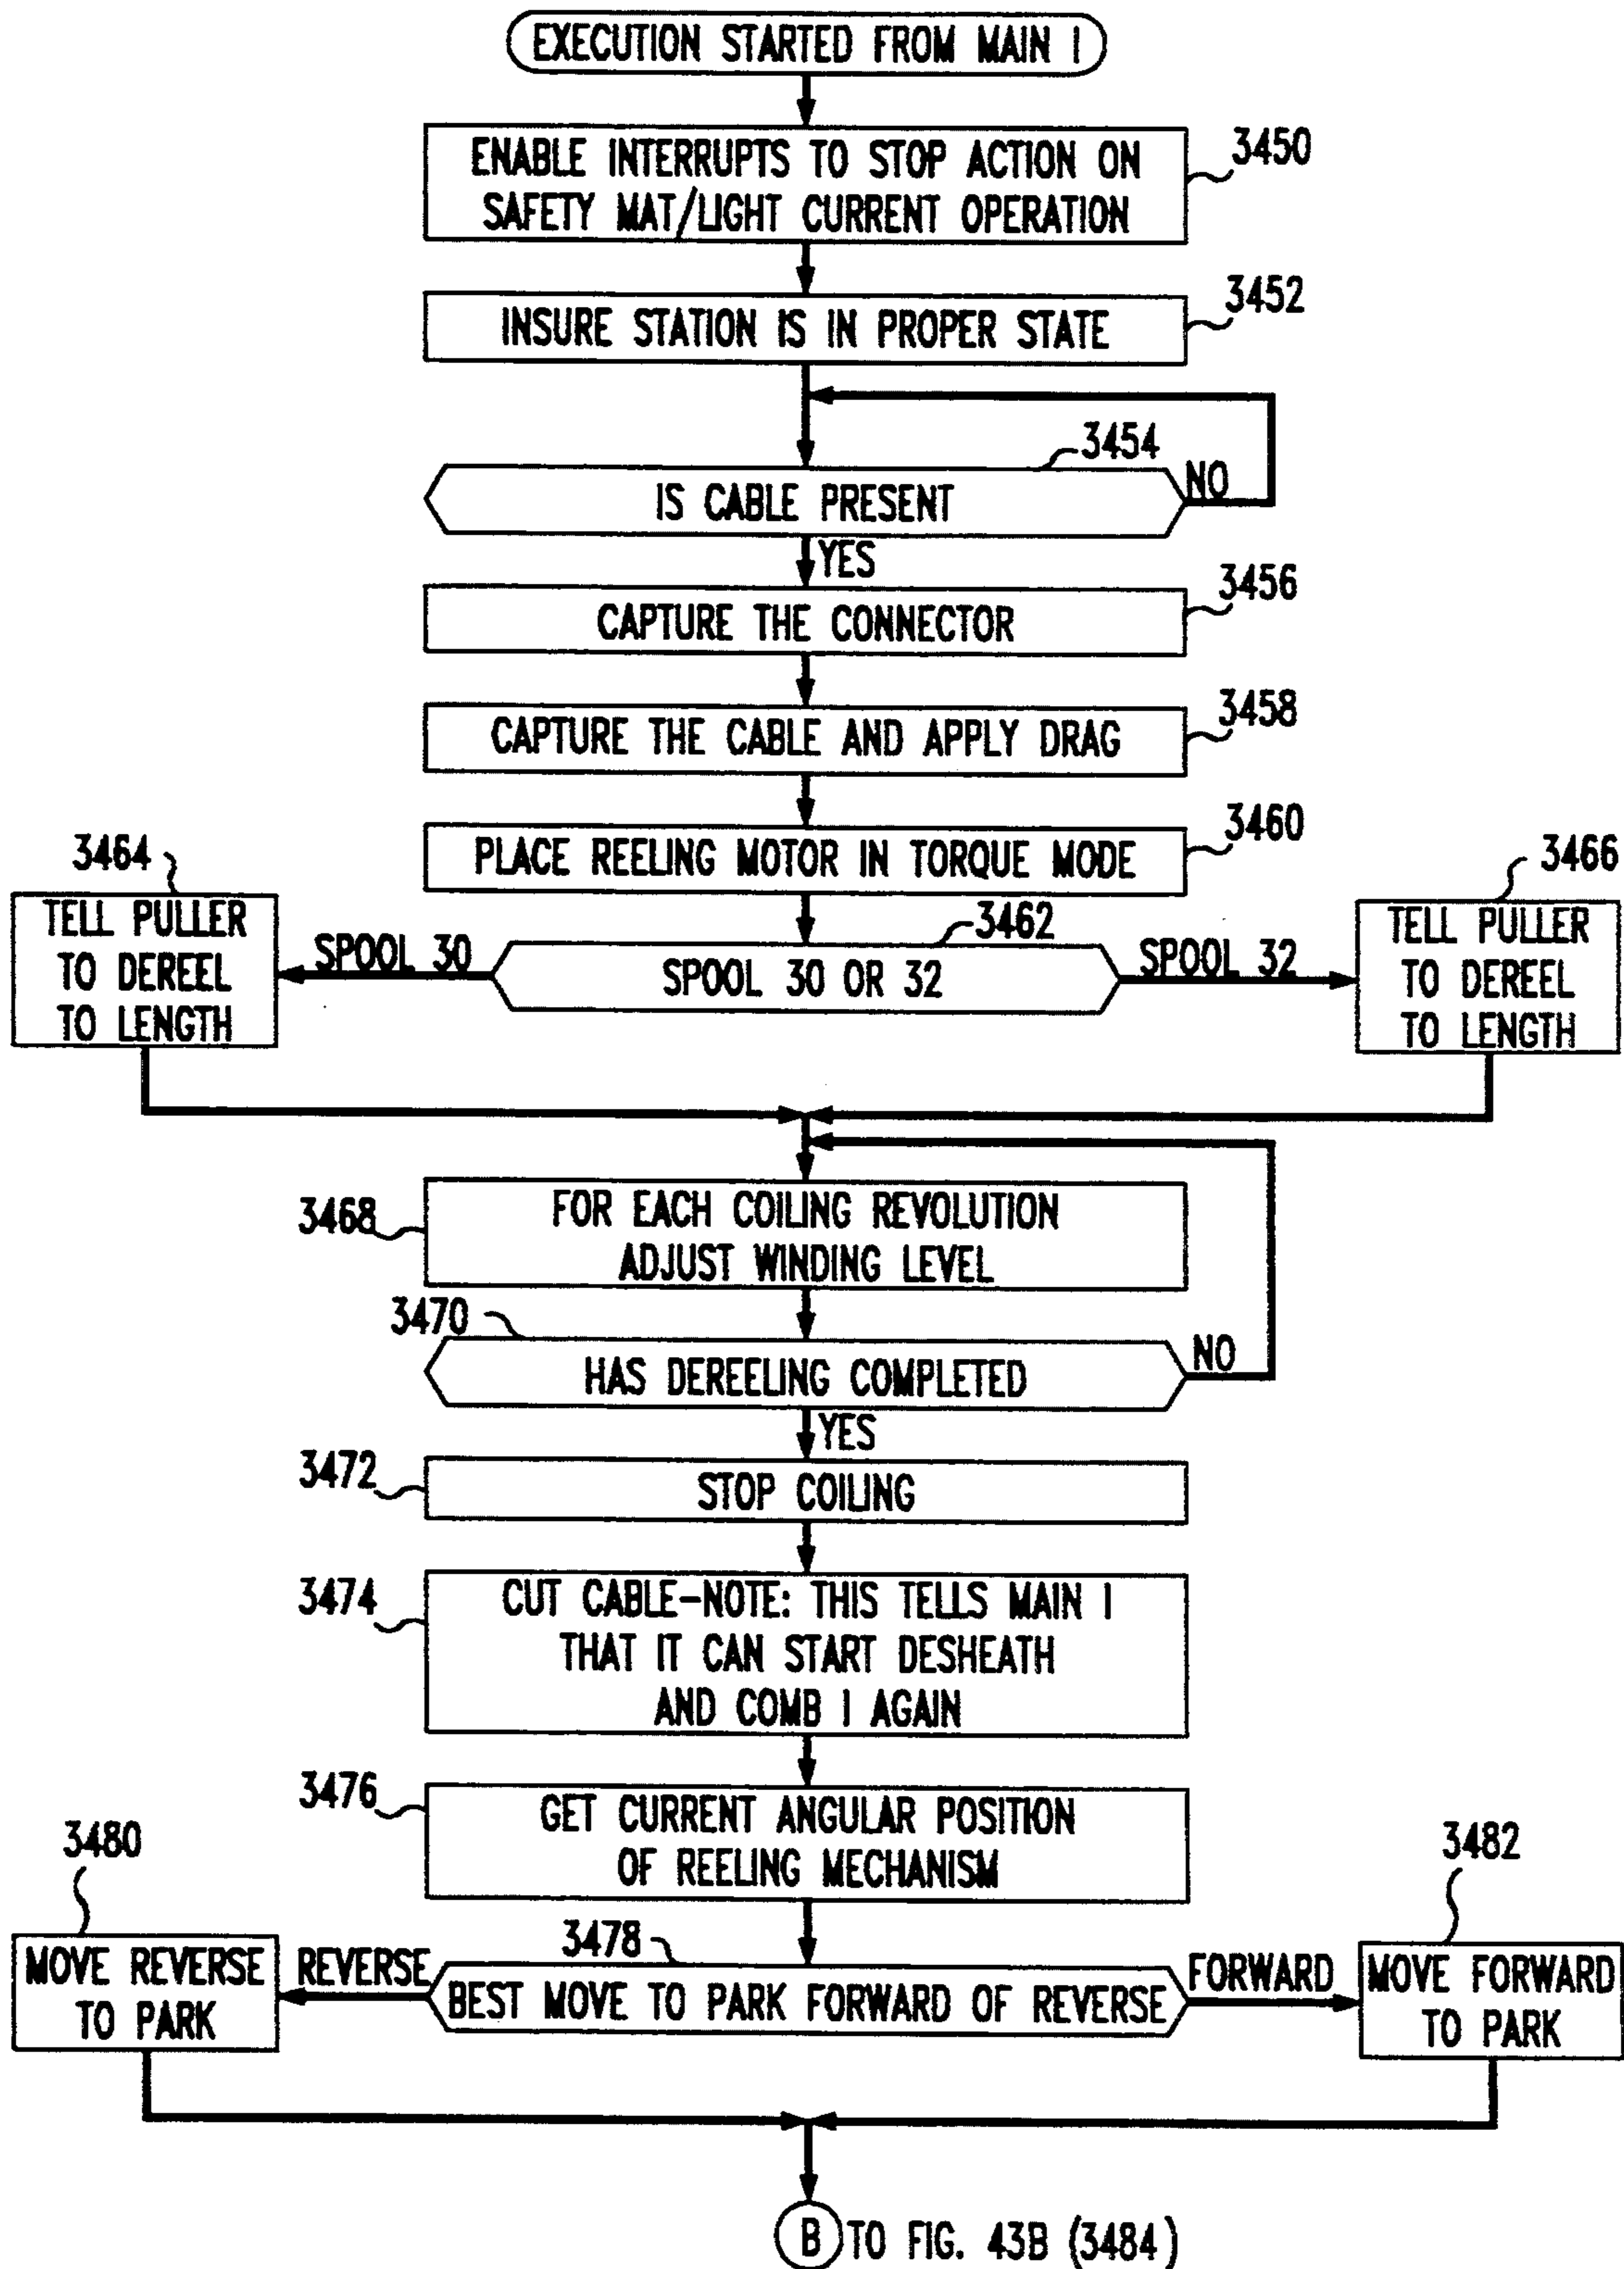 EXECUTION STARTED FROM MAIN 1
ENABLE INTERRUPTS TO STOP ACTION ON
SAFETY MAT/LIGHT CURRENT OPERATION
3450
INSURE STATION IS IN PROPER STATE
3452
3454
IS CABLE PRESENT
NO
YES
CAPTURE THE CONNECTOR
3456
CAPTURE THE CABLE AND APPLY DRAG
3458
PLACE REELING MOTOR IN TORQUE MODE
3460
3464
TELL PULLER
TO DEREEL
TO LENGTH
SPOOL 30
3462
SPOOL 30 OR 32
SPOOL 32
3466
TELL PULLER
TO DEREEL
TO LENGTH
3468
FOR EACH COILING REVOLUTION
ADJUST WINDING LEVEL
3470
HAS DEREELING COMPLETED
NO
YES
3472
STOP COILING
3474
CUT CABLE-NOTE: THIS TELLS MAIN 1
THAT IT CAN START DESHEATH
AND COMB 1 AGAIN
3476
GET CURRENT ANGULAR POSITION
OF REELING MECHANISM
3480
MOVE REVERSE
TO PARK
REVERSE
3478
BEST MOVE TO PARK FORWARD OF REVERSE
FORWARD
3482
MOVE FORWARD
TO PARK
B TO FIG. 43B (3484)